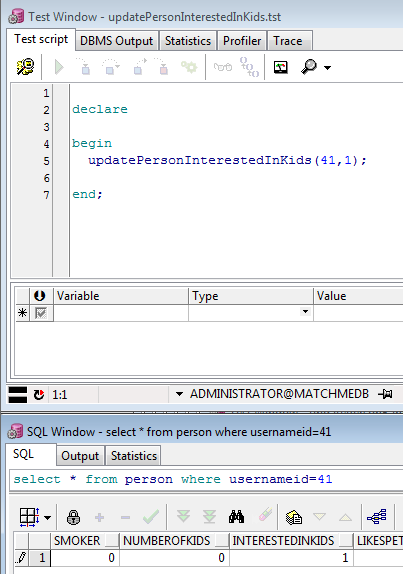 Test Window - updatePersonInterestedInKids.tst
Test script DBMS Output Statistics Profiler Trace
1
2 declare
3
4 begin
5 updatePersonInterestedInKids(41,1);
6
7 end;
Variable Type Value
1:1 ADMINISTRATOR@MATCHMEDB
SQL Window - select * from person where usernameid=41
SQL Output Statistics
select * from person where usernameid=41
SMOKER NUMBEROFKIDS INTERESTEDINKIDS LIKESPET
1 0 0 1